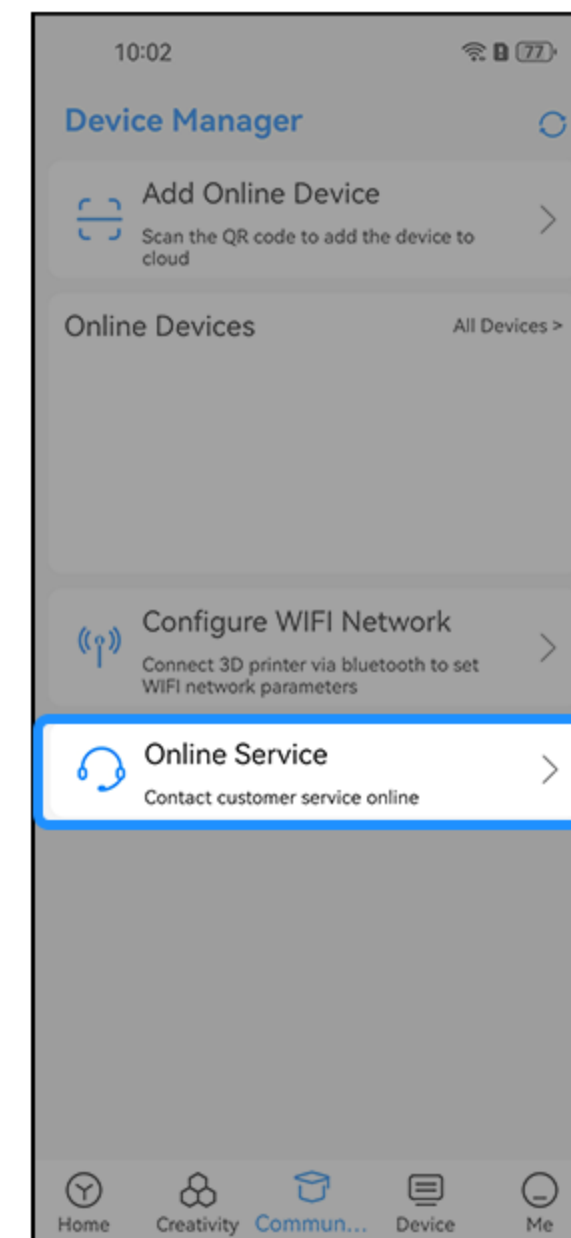 10:02 77
Device Manager
Add Online Device
Scan the QR code to add the device to
cloud
Online Devices All Devices >
Configure WIFI Network
Connect 3D printer via bluetooth to set
WIFI network parameters
Online Service
Contact customer service online
Home Creativity Commun... Device Me